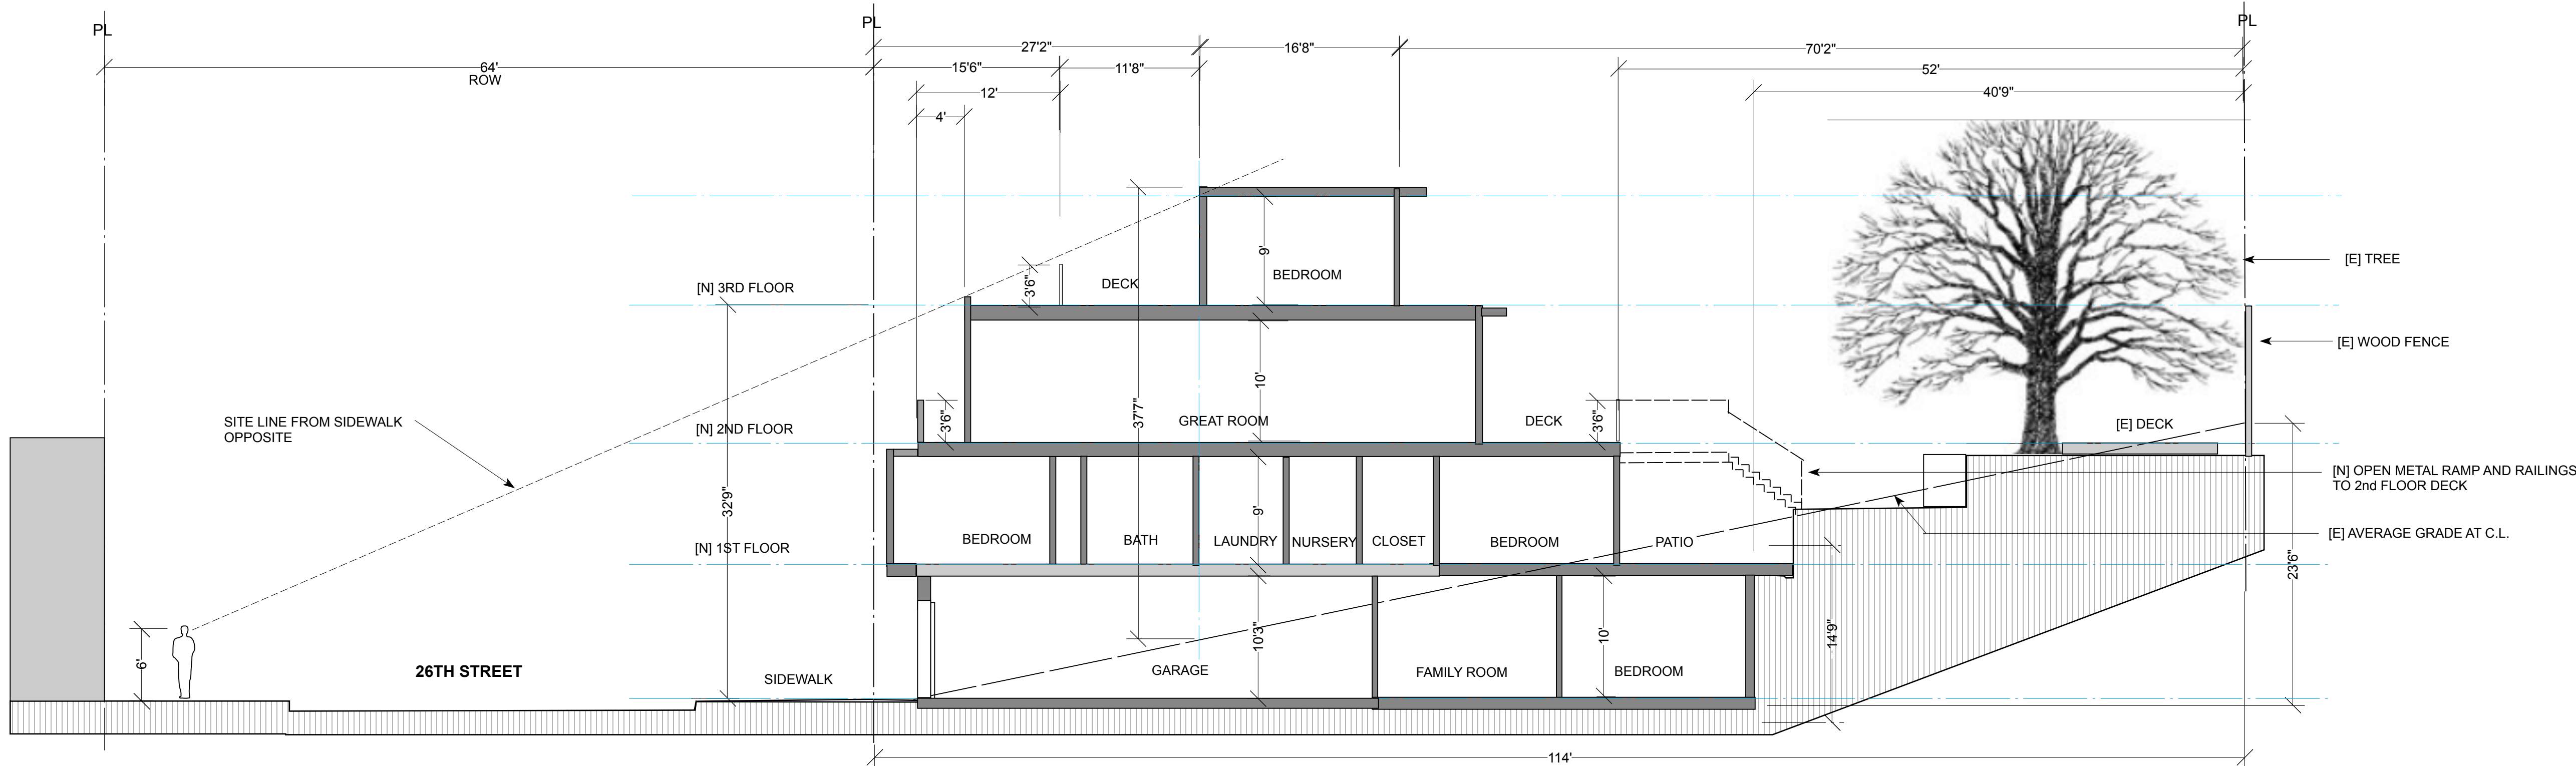 PL
PL
PL
27'2"
16'8"
70'2"
64'
ROW
15'6"
11'8"
52'
12'
40'9"
4'
[E] TREE
9'
BEDROOM
DECK
3'6"
[N] 3RD FLOOR
[E] WOOD FENCE
10'
SITE LINE FROM SIDEWALK
OPPOSITE
[N] 2ND FLOOR
3'6"
37'7"
GREAT ROOM
DECK
3'6"
[E] DECK
[N] OPEN METAL RAMP AND RAILINGS
TO 2nd FLOOR DECK
32'9"
9'
[N] 1ST FLOOR
BEDROOM
BATH
LAUNDRY
NURSERY
CLOSET
BEDROOM
PATIO
[E] AVERAGE GRADE AT C.L.
23'6"
6'
10'3"
10'
14'9"
26TH STREET
SIDEWALK
GARAGE
FAMILY ROOM
BEDROOM
114'